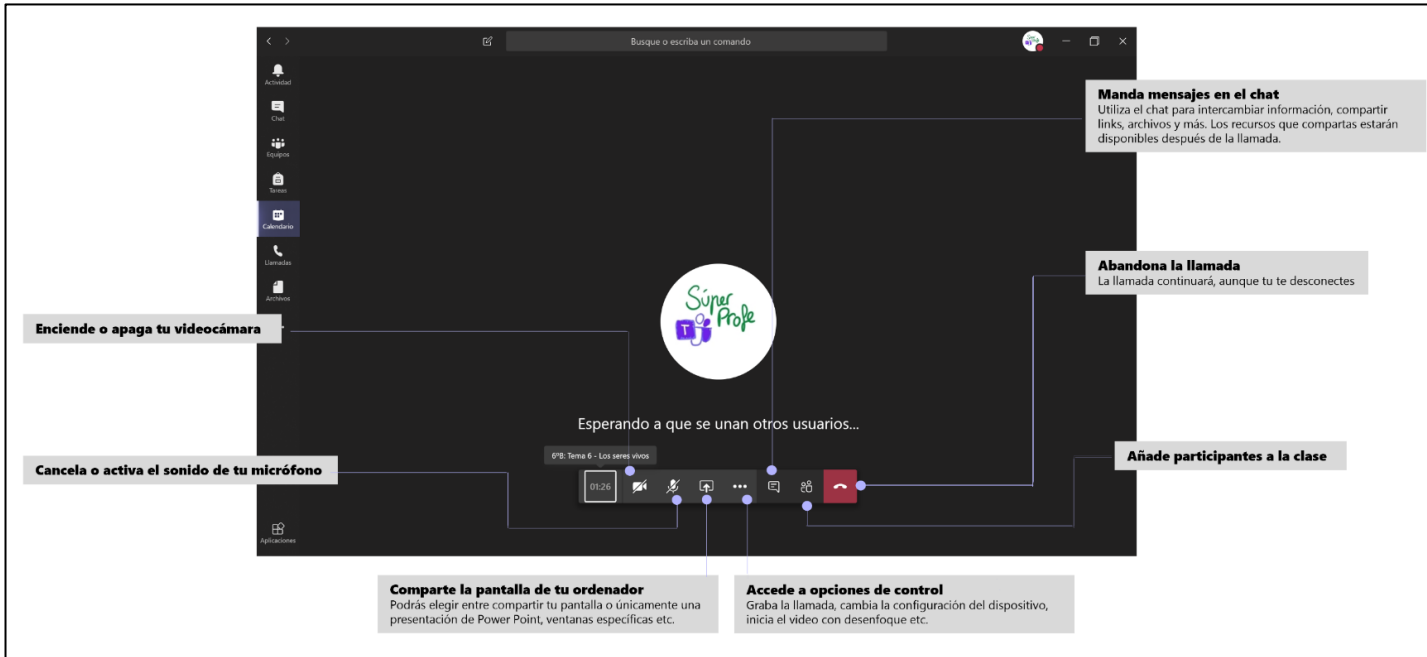 Busque o escriba un comando
Actividad
Chat
Equipos
Tareas
Calendario
Llamadas
Archivos
Aplicaciones
Súper
Profe
T
Esperando a que se unan otros usuarios...
6ºB: Tema 6 - Los seres vivos
01:26
Enciende o apaga tu videocámara
Cancela o activa el sonido de tu micrófono
Comparte la pantalla de tu ordenador
Podrás elegir entre compartir tu pantalla o únicamente una
presentación de Power Point, ventanas específicas etc.
Accede a opciones de control
Graba la llamada, cambia la configuración del dispositivo,
inicia el video con desenfoque etc.
Manda mensajes en el chat
Utiliza el chat para intercambiar información, compartir
links, archivos y más. Los recursos que compartas estarán
disponibles después de la llamada.
Abandona la llamada
La llamada continuará, aunque tu te desconectes
Añade participantes a la clase